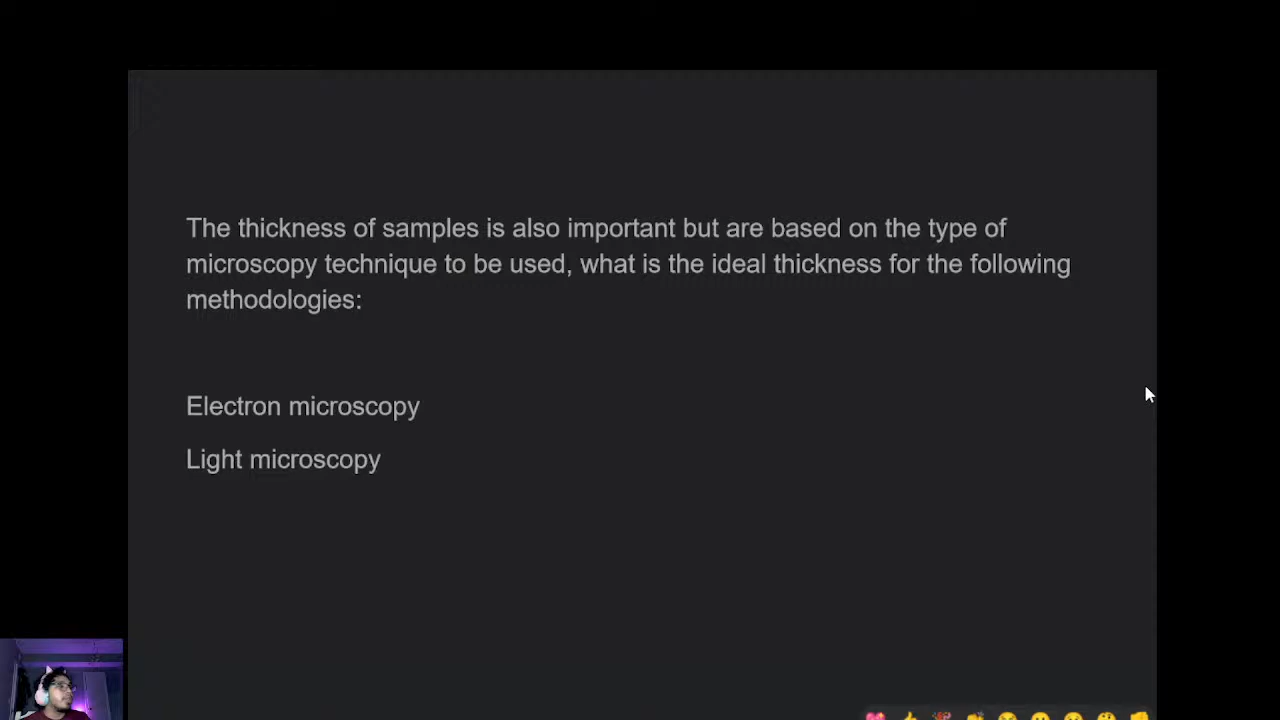 The thickness of samples is also important but are based on the type of
microscopy technique to be used, what is the ideal thickness for the following
methodologies:
Electron microscopy
Light microscopy